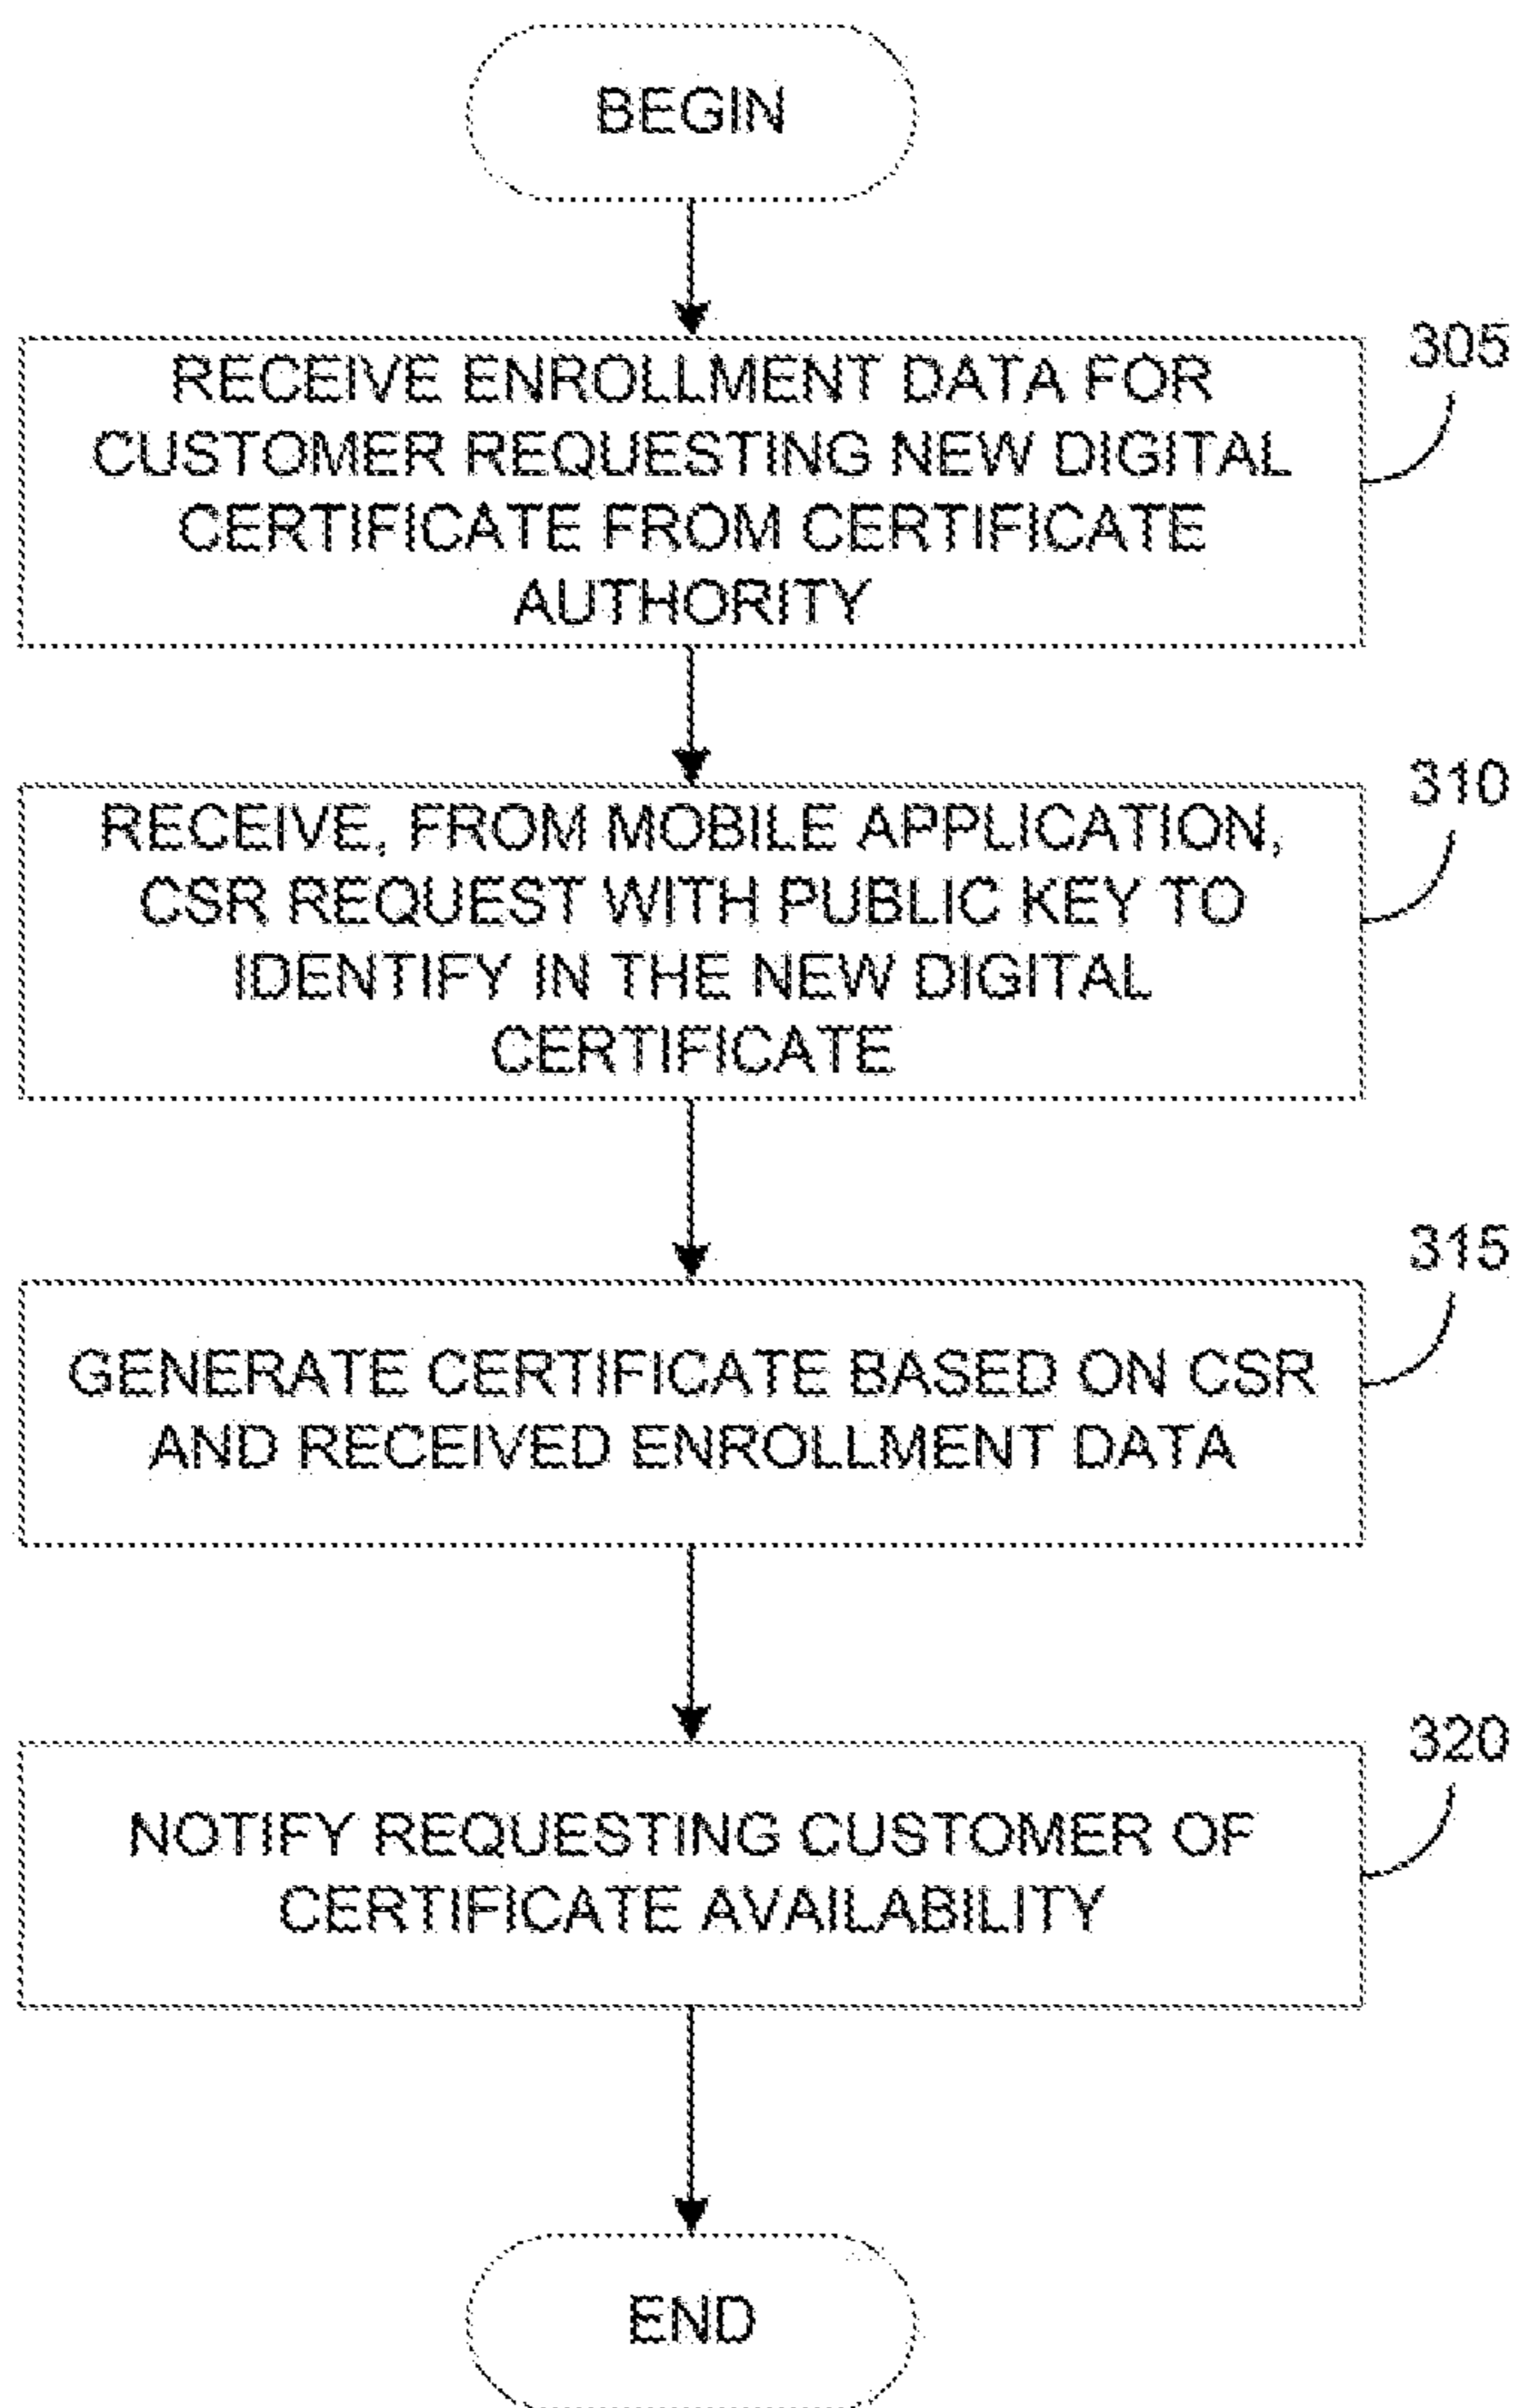 BEGIN
305
RECEIVE ENROLLMENT DATA FOR
CUSTOMER REQUESTING NEW DIGITAL
CERTIFICATE FROM CERTIFICATE
AUTHORITY
310
RECEIVE, FROM MOBILE APPLICATION,
CSR REQUEST WITH PUBLIC KEY TO
IDENTIFY IN THE NEW DIGITAL
CERTIFICATE
315
GENERATE CERTIFICATE BASED ON CSR
AND RECEIVED ENROLLMENT DATA
320
NOTIFY REQUESTING CUSTOMER OF
CERTIFICATE AVAILABILITY
END